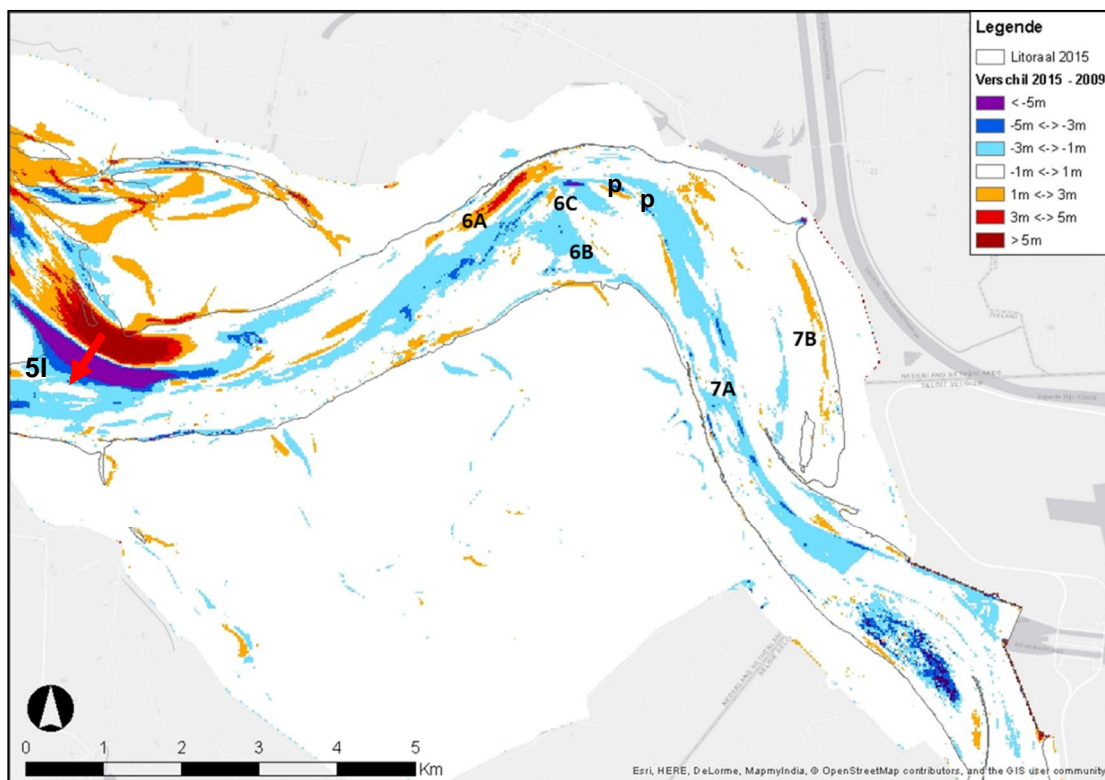 Legende
Litoraal 2015
Verschil 2015 - 2009
< -5m
-5m <-> -3m
-3m <-> -1m
-1m <-> 1m
1m <-> 3m
3m <-> 5m
> 5m
p
p
6C
6A
6B
7B
5I
7A
NEDERLAND NETHERLANDS
0 1 2 3 4 5
Km
Esri, HERE, DeLorme, MapmyIndia, © OpenStreetMap contributors, and the GIS user community